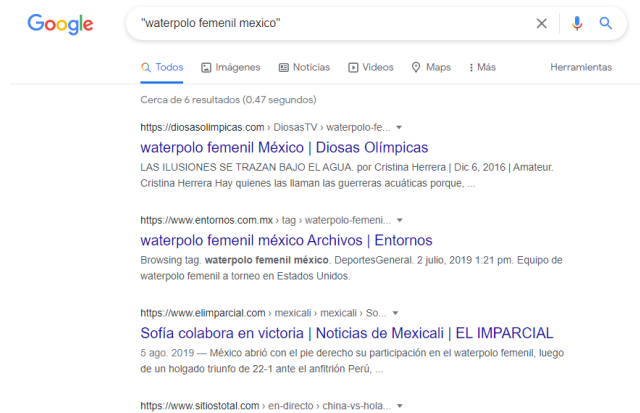 Google
"waterpolo femenil mexico"
Todos Imágenes Noticias Videos Maps Más Herramientas
Cerca de 6 resultados (0.47 segundos)
https://diosasolimpicas.com › DiosasTV › waterpolo-fe...
waterpolo femenil México | Diosas Olímpicas
LAS ILUSIONES SE TRAZAN BAJO EL AGUA. por Cristina Herrera | Dic 6, 2016 | Amateur.
Cristina Herrera Hay quienes las llaman las guerreras acuáticas porque, ...
https://www.entornos.com.mx › tag › waterpolo-femeni...
waterpolo femenil méxico Archivos | Entornos
Browsing tag. waterpolo femenil méxico. DeportesGeneral. 2 julio, 2019 1:21 pm. Equipo de
waterpolo femenil a torneo en Estados Unidos.
https://www.elimparcial.com › mexicali › mexicali › So...
Sofía colabora en victoria | Noticias de Mexicali | EL IMPARCIAL
5 ago. 2019 — México abrió con el pie derecho su participación en el waterpolo femenil, luego
de un holgado triunfo de 22-1 ante el anfitrión Perú, ...
https://www.sitiostotal.com › en-directo › china-vs-hola...